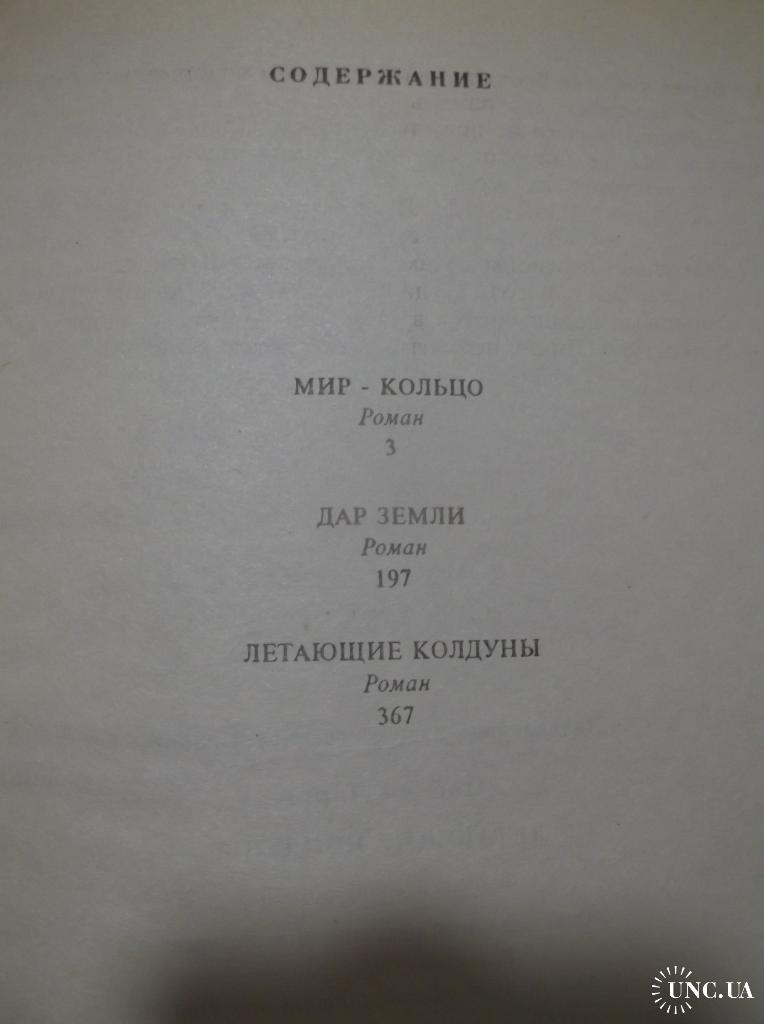 СОДЕРЖАНИЕ
МИР - КОЛЬЦО
Роман
3
ДАР ЗЕМЛИ
Роман
197
ЛЕТАЮЩИЕ КОЛДУНЫ
Роман
367
UNC.UA